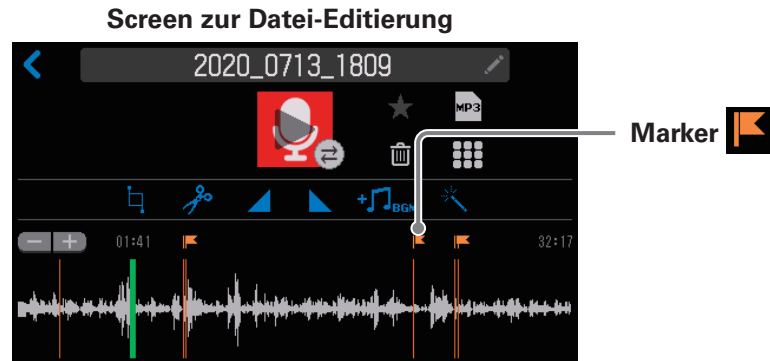 Screen zur Datei-Editierung
2020_0713_1809
MP3
Marker
+ BGM
01:41
32:17